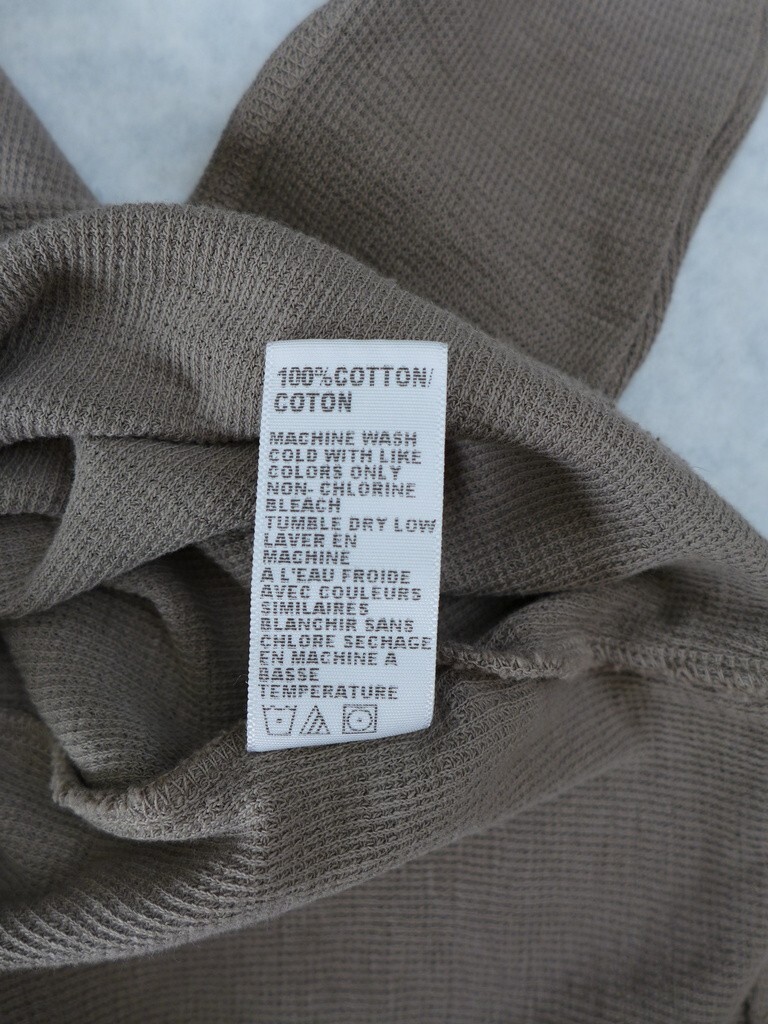 100%COTTON/
COTON
MACHINE WASH
COLD WITH LIKE
COLORS ONLY
NON- CHLORINE
BLEACH
TUMBLE DRY LOW
LAVER EN
MACHINE
A L'EAU FROIDE
AVEC COULEURS
SIMILAIRES
BLANCHIR SANS
CHLORE SECHAGE
EN MACHINE A
BASSE
TEMPERATURE